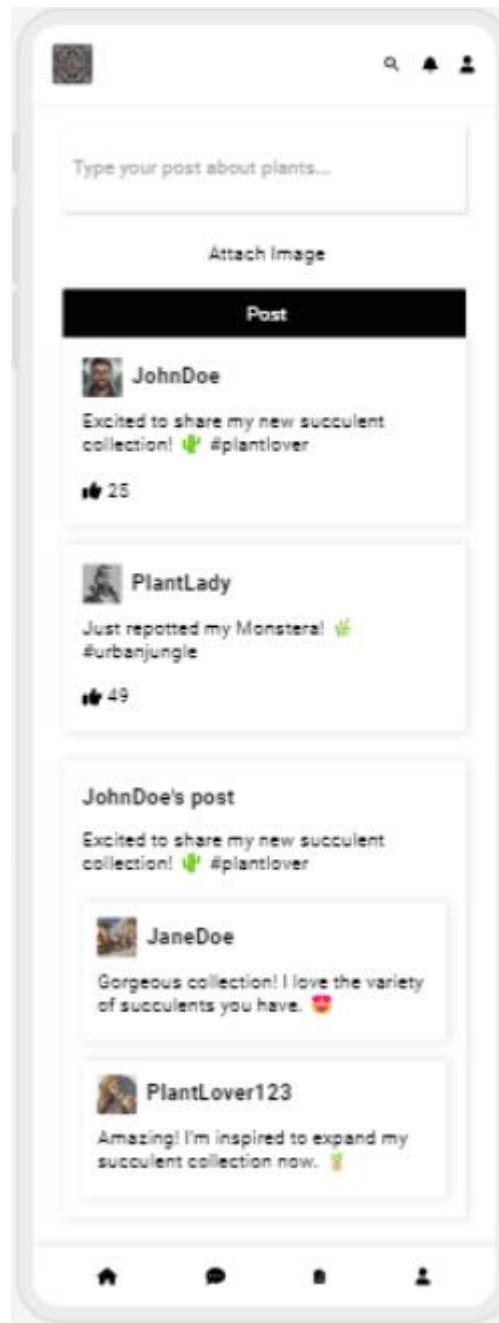 Type your post about plants...
Attach Image
Post
JohnDoe
Excited to share my new succulent
collection! 🌵 #plantlover
25
PlantLady
Just repotted my Monstera! 🌿
#urbanjungle
49
JohnDoe's post
Excited to share my new succulent
collection! 🌵 #plantlover
JaneDoe
Gorgeous collection! I love the variety
of succulents you have. 😍
PlantLover123
Amazing! I'm inspired to expand my
succulent collection now. 🪴